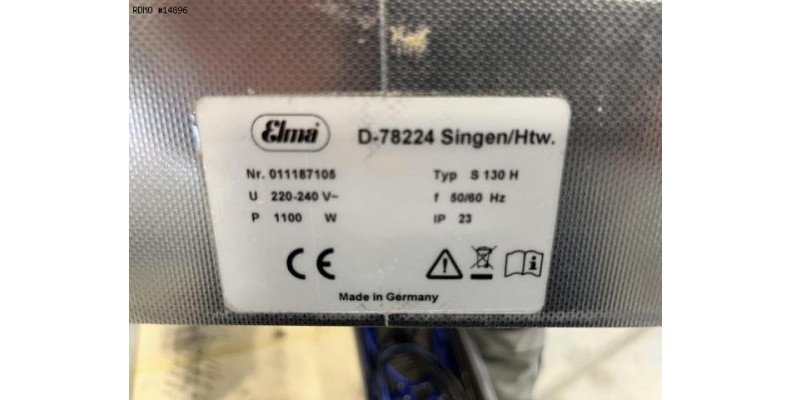 RDMO #14896
Elma D-78224 Singen/Htw.
Nr. 011187105 Typ S 130 H
U 220-240 V~ f 50/60 Hz
P 1100 W IP 23
CE
Made in Germany